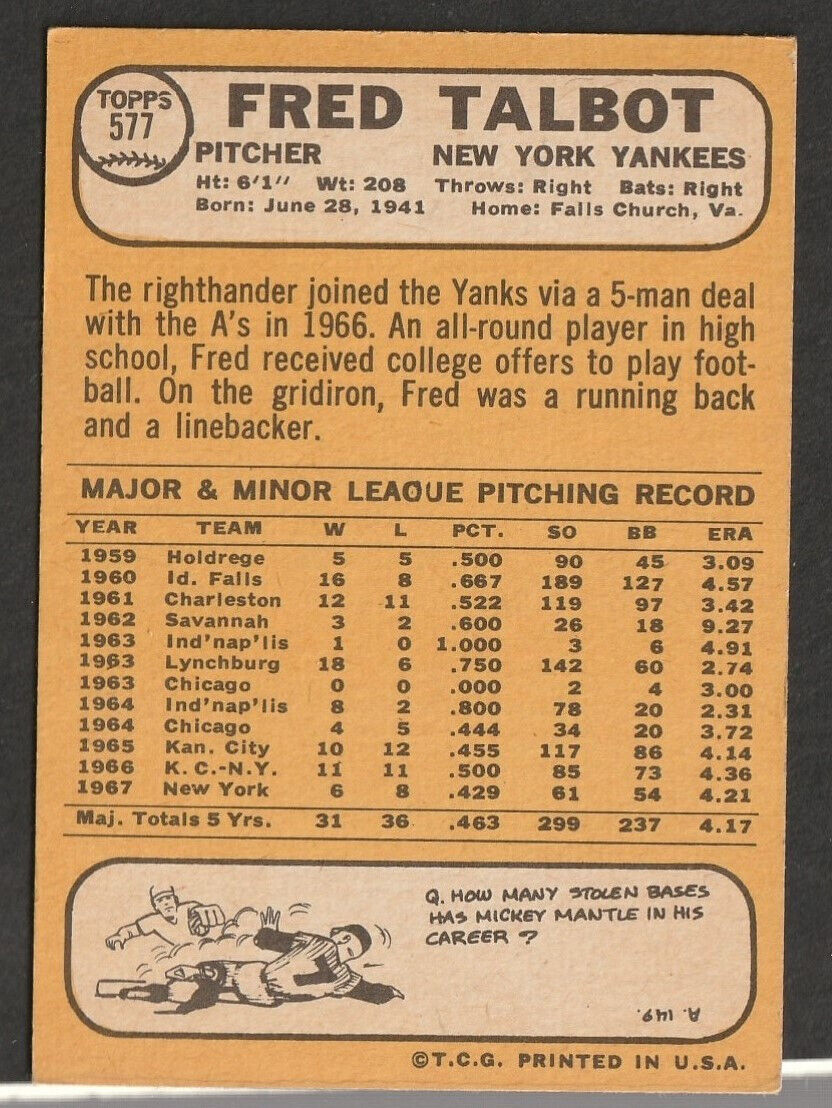 TOPPS
577
FRED TALBOT
PITCHER NEW YORK YANKEES
Ht: 6'1" Wt: 208 Throws: Right Bats: Right
Born: June 28, 1941 Home: Falls Church, Va.
The righthander joined the Yanks via a 5-man deal
with the A's in 1966. An all-round player in high
school, Fred received college offers to play foot-
ball. On the gridiron, Fred was a running back
and a linebacker.
MAJOR & MINOR LEAGUE PITCHING RECORD
YEAR TEAM W L PCT. SO BB ERA
1959 Holdrege 5 5 .500 90 45 3.09
1960 Id. Falls 16 8 .667 189 127 4.57
1961 Charleston 12 11 .522 119 97 3.42
1962 Savannah 3 2 .600 26 18 9.27
1963 Ind'nap'lis 1 0 1.000 3 6 4.91
1963 Lynchburg 18 6 .750 142 60 2.74
1963 Chicago 0 0 .000 2 4 3.00
1964 Ind'nap'lis 8 2 .800 78 20 2.31
1964 Chicago 4 5 .444 34 20 3.72
1965 Kan. City 10 12 .455 117 86 4.14
1966 K. C.-N.Y. 11 11 .500 85 73 4.36
1967 New York 6 8 .429 61 54 4.21
Maj. Totals 5 Yrs. 31 36 .463 299 237 4.17
Q. HOW MANY STOLEN BASES
HAS MICKEY MANTLE IN HIS
CAREER ?
A. 149.
©T.C.G. PRINTED IN U.S.A.